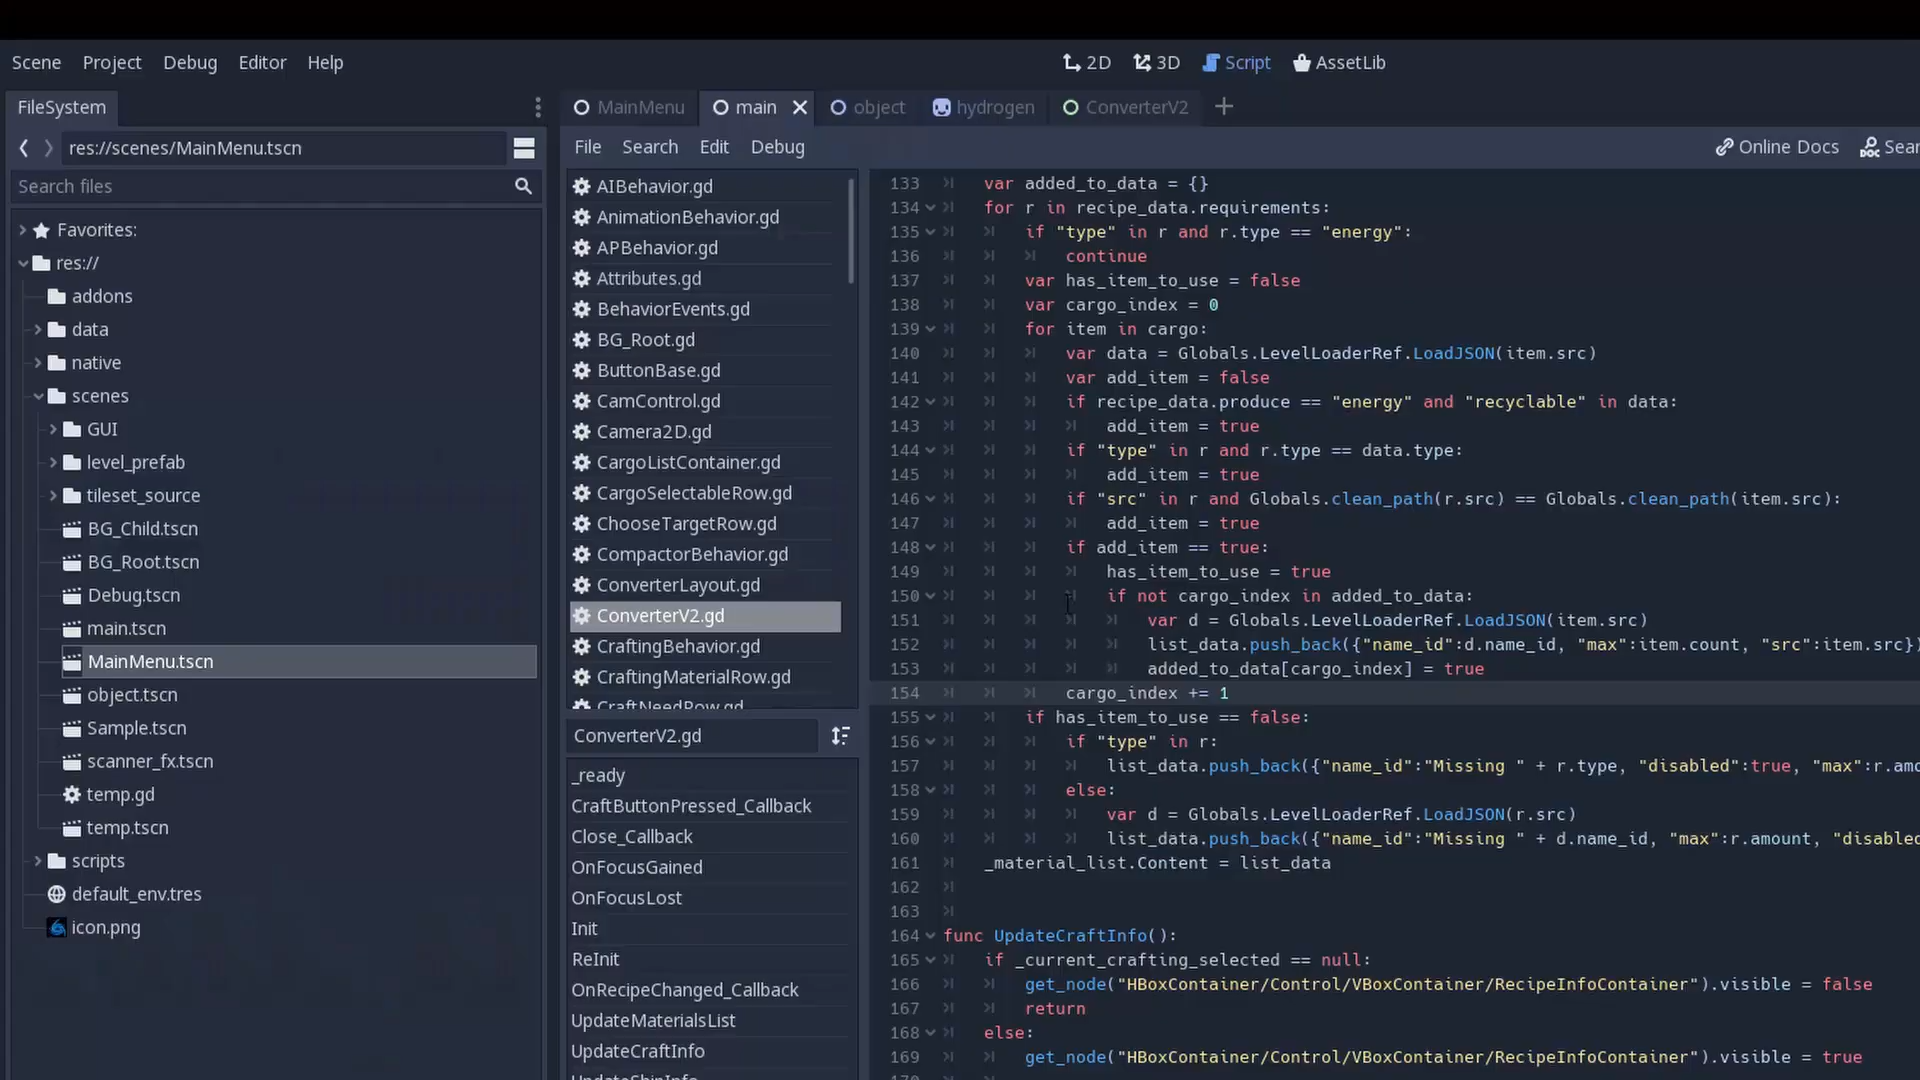 Scene Project Debug Editor Help
2D 3D Script AssetLib
FileSystem
MainMenu main object hydrogen ConverterV2
res://scenes/MainMenu.tscn
Search files
Favorites:
res://
addons
data
native
scenes
GUI
level_prefab
tileset_source
BG_Child.tscn
BG_Root.tscn
Debug.tscn
main.tscn
MainMenu.tscn
object.tscn
Sample.tscn
scanner_fx.tscn
temp.gd
temp.tscn
scripts
default_env.tres
icon.png
File Search Edit Debug
Online Docs Sear
AIBehavior.gd
AnimationBehavior.gd
APBehavior.gd
Attributes.gd
BehaviorEvents.gd
BG_Root.gd
ButtonBase.gd
CamControl.gd
Camera2D.gd
CargoListContainer.gd
CargoSelectableRow.gd
ChooseTargetRow.gd
CompactorBehavior.gd
ConverterLayout.gd
ConverterV2.gd
CraftingBehavior.gd
CraftingMaterialRow.gd
CraftNeedRow.gd
ConverterV2.gd
_ready
CraftButtonPressed_Callback
Close_Callback
OnFocusGained
OnFocusLost
Init
ReInit
OnRecipeChanged_Callback
UpdateMaterialsList
UpdateCraftInfo
UpdateShipInfo
133 var added_to_data = {}
134 for r in recipe_data.requirements:
135 if "type" in r and r.type == "energy":
136 continue
137 var has_item_to_use = false
138 var cargo_index = 0
139 for item in cargo:
140 var data = Globals.LevelLoaderRef.LoadJSON(item.src)
141 var add_item = false
142 if recipe_data.produce == "energy" and "recyclable" in data:
143 add_item = true
144 if "type" in r and r.type == data.type:
145 add_item = true
146 if "src" in r and Globals.clean_path(r.src) == Globals.clean_path(item.src):
147 add_item = true
148 if add_item == true:
149 has_item_to_use = true
150 if not cargo_index in added_to_data:
151 var d = Globals.LevelLoaderRef.LoadJSON(item.src)
152 list_data.push_back({"name_id":d.name_id, "max":item.count, "src":item.src})
153 added_to_data[cargo_index] = true
154 cargo_index += 1
155 if has_item_to_use == false:
156 if "type" in r:
157 list_data.push_back({"name_id":"Missing " + r.type, "disabled":true, "max":r.amo
158 else:
159 var d = Globals.LevelLoaderRef.LoadJSON(r.src)
160 list_data.push_back({"name_id":"Missing " + d.name_id, "max":r.amount, "disabled
161 _material_list.Content = list_data
162
163
164 func UpdateCraftInfo():
165 if _current_crafting_selected == null:
166 get_node("HBoxContainer/Control/VBoxContainer/RecipeInfoContainer").visible = false
167 return
168 else:
169 get_node("HBoxContainer/Control/VBoxContainer/RecipeInfoContainer").visible = true